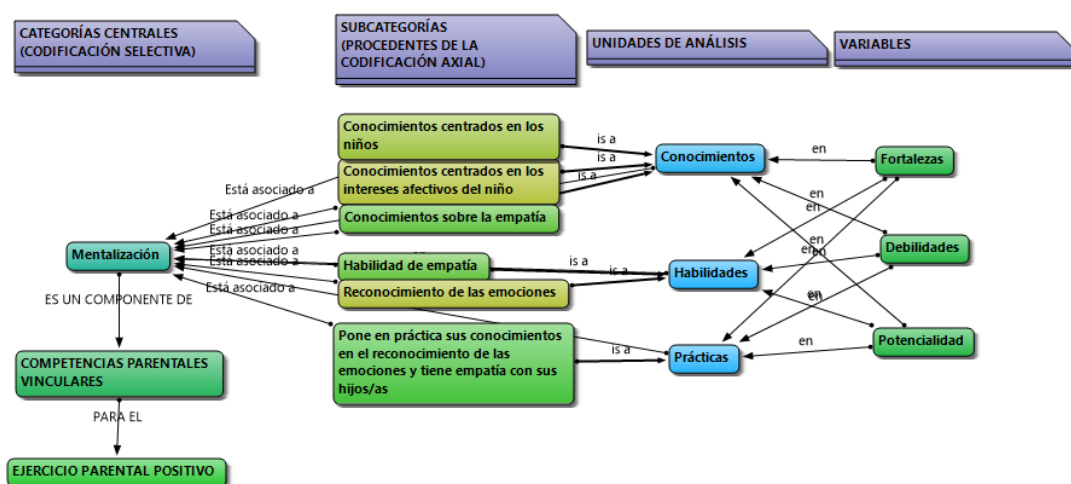 CATEGORÍAS CENTRALES
(CODIFICACIÓN SELECTIVA)
SUBCATEGORÍAS
(PROCEDENTES DE LA
CODIFICACIÓN AXIAL)
UNIDADES DE ANÁLISIS
VARIABLES
Conocimientos centrados en los
niños
Conocimientos centrados en los
intereses afectivos del niño
Conocimientos sobre la empatía
Habilidad de empatía
Reconocimiento de las emociones
Pone en práctica sus conocimientos
en el reconocimiento de las
emociones y tiene empatía con sus
hijos/as
is a
is a
is a
is a
is a
is a
Conocimientos
Habilidades
Prácticas
en
en
en
en
en
en
en
en
en
Fortalezas
Debilidades
Potencialidad
Está asociado a
Está asociado a
Está asociado a
Está asociado a
Está asociado a
Está asociado a
Mentalización
ES UN COMPONENTE DE
COMPETENCIAS PARENTALES
VINCULARES
PARA EL
EJERCICIO PARENTAL POSITIVO